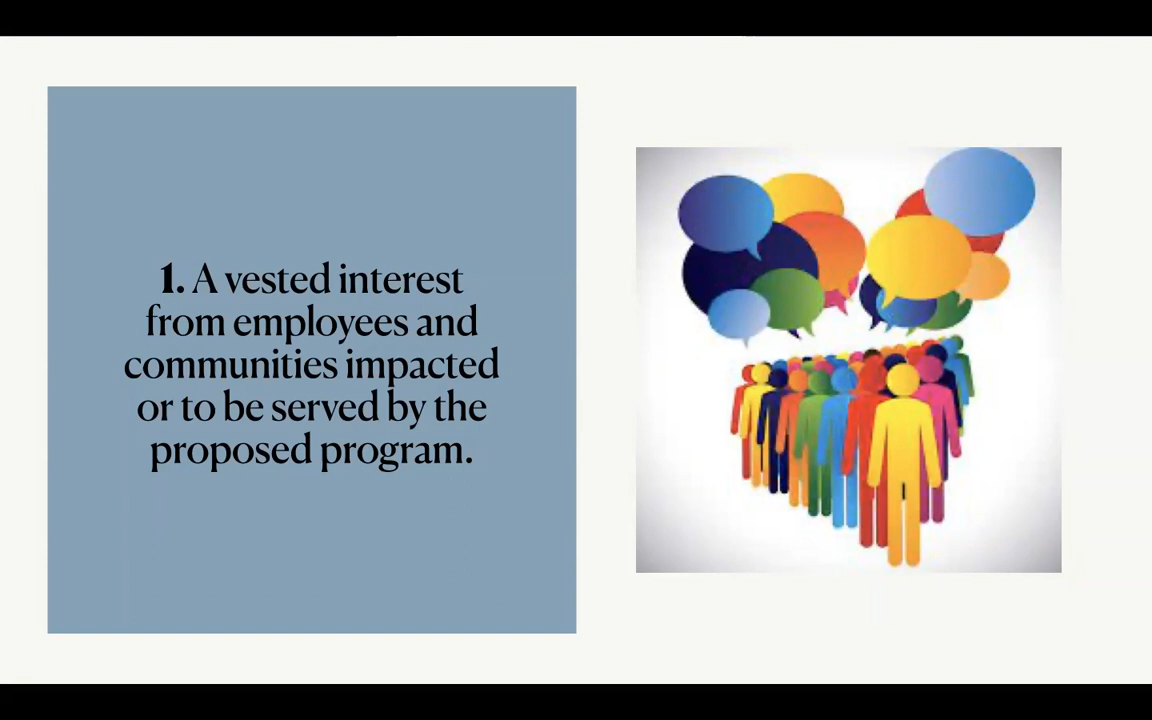 1. A vested interest
from employees and
communities impacted
or to be served by the
proposed program.